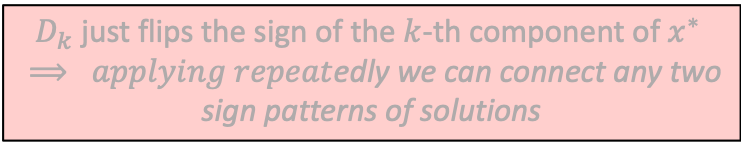 D_k just flips the sign of the k-th component of x*
⟹ applying repeatedly we can connect any two
sign patterns of solutions